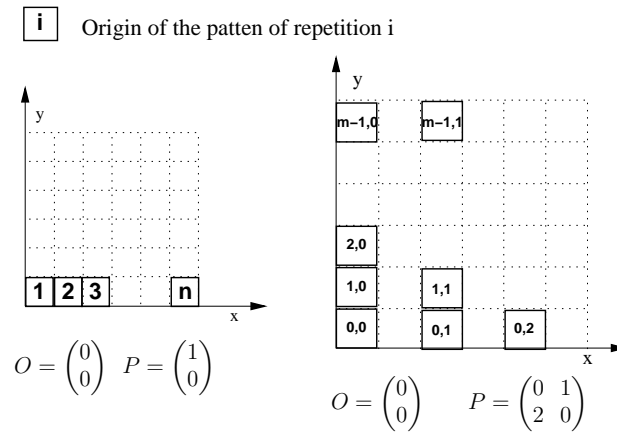 i Origin of the patten of repetition i
y
1 2 3 n
x
O = (0 0) P = (1 0)
y
m−1,0 m−1,1
2,0
1,0 1,1
0,0 0,1 0,2
x
O = (0 0) P = (0 1 2 0)